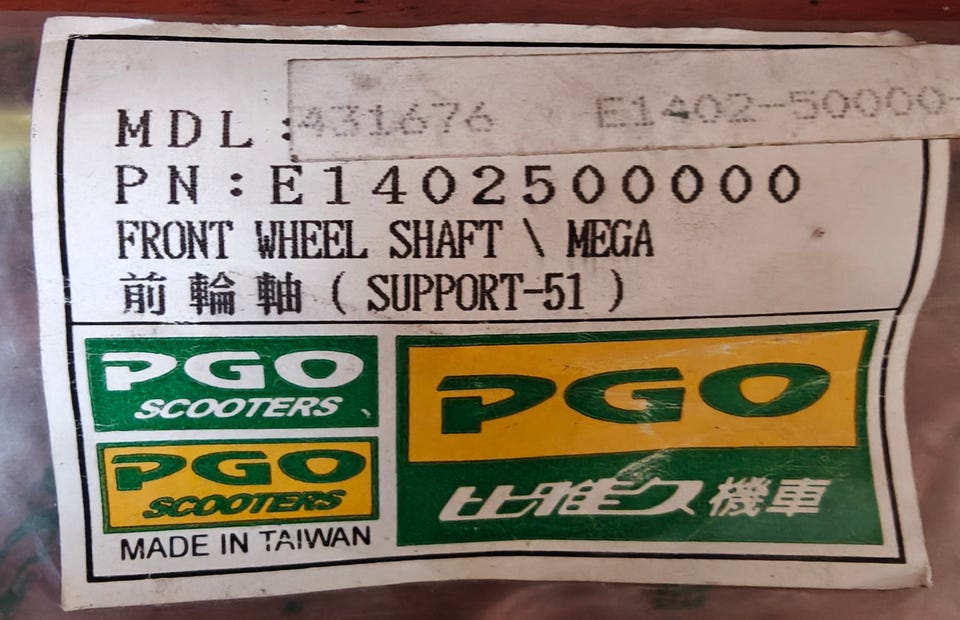 431676 E1402-50000-
MDL:
PN:E1402500000
FRONT WHEEL SHAFT \ MEGA
前輪軸 ( SUPPORT-51 )
PGO
SCOOTERS
PGO
SCOOTERS
MADE IN TAIWAN
PGO
比雅久機車